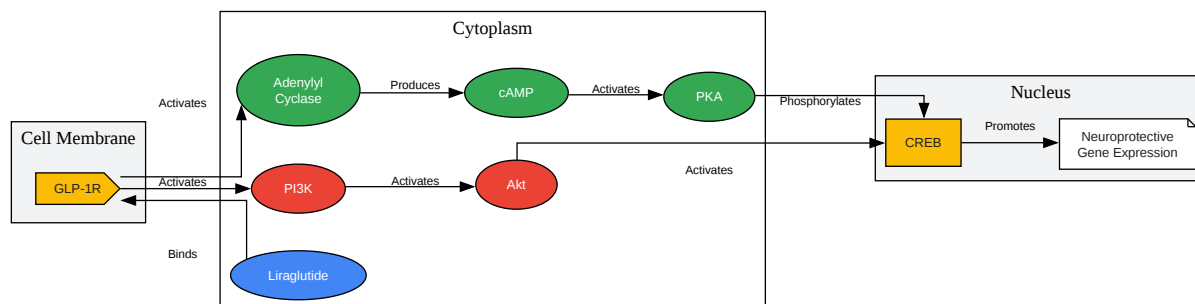 Cytoplasm
Adenylyl
Cyclase
Produces
cAMP
Activates
PKA
Activates
Phosphorylates
Nucleus
Cell Membrane
GLP-1R
Activates
PI3K
Activates
Akt
Activates
CREB
Promotes
Neuroprotective
Gene Expression
Binds
Liraglutide